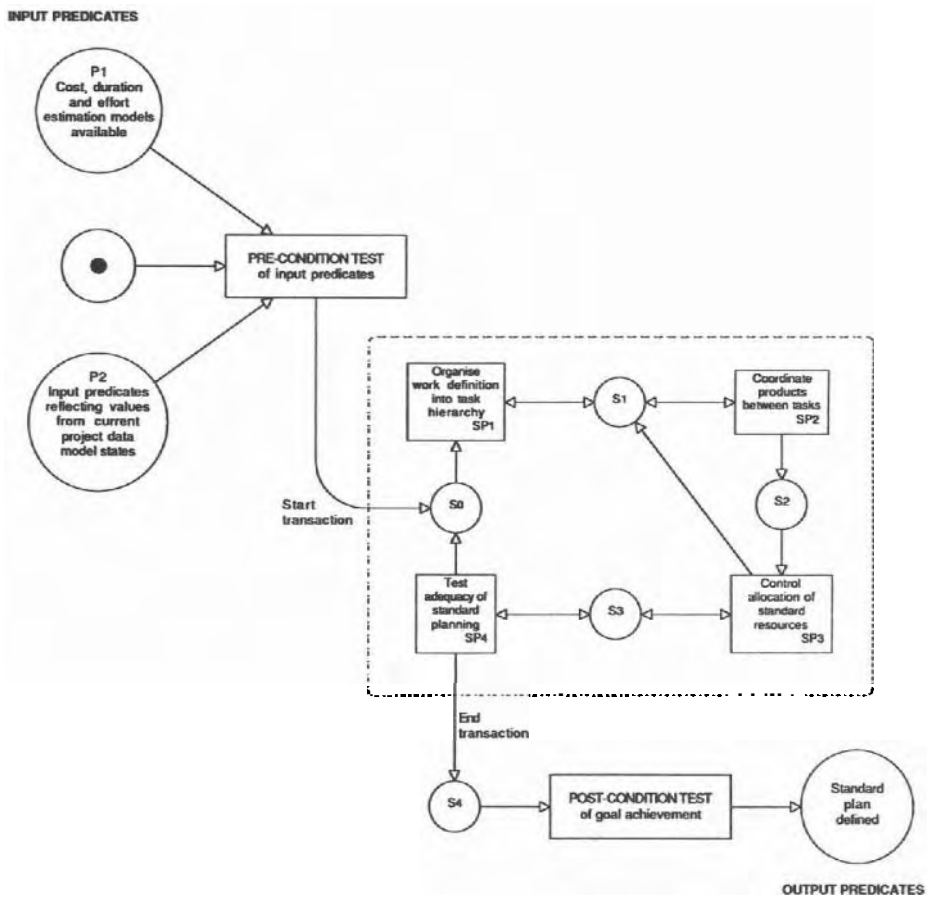 INPUT PREDICATES
P1
Cost, duration
and effort
estimation models
available
PRE-CONDITION TEST
of input predicates
P2
Input predicates
reflecting values
from current
project data
model states
Start
transaction
Organise
work definition
into task
hierarchy
SP1
S1
Coordinate
products
between tasks
SP2
S0
S2
Test
adequacy of
standard
planning
SP4
S3
Control
allocation of
standard
resources
SP3
End
transaction
S4
POST-CONDITION TEST
of goal achievement
Standard
plan
defined
OUTPUT PREDICATES